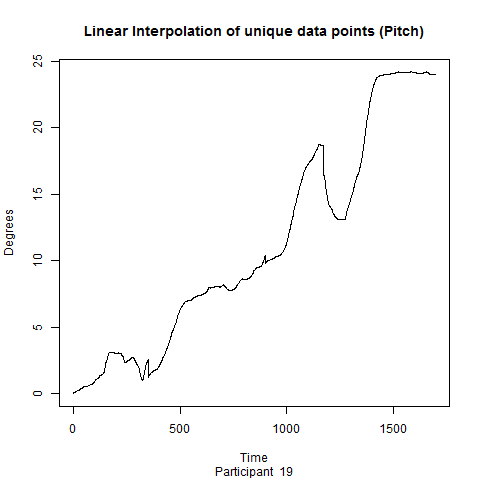 Linear Interpolation of unique data points (Pitch)
25
20
15
10
5
0
Degrees
0 500 1000 1500
Time
Participant 19